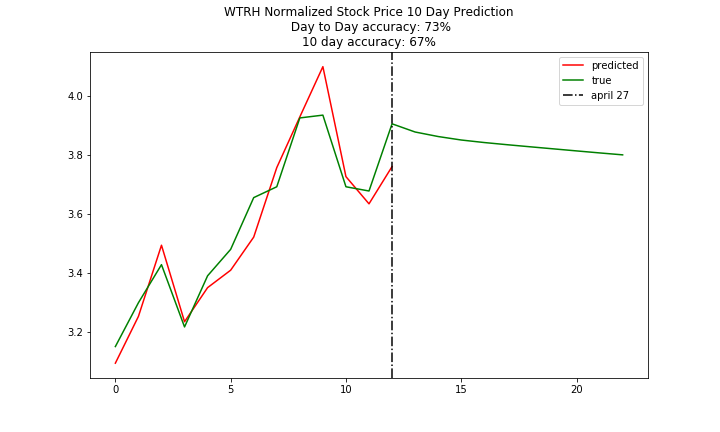 WTRH Normalized Stock Price 10 Day Prediction
Day to Day accuracy: 73%
10 day accuracy: 67%
predicted
true
april 27
4.0
3.8
3.6
3.4
3.2
0 5 10 15 20